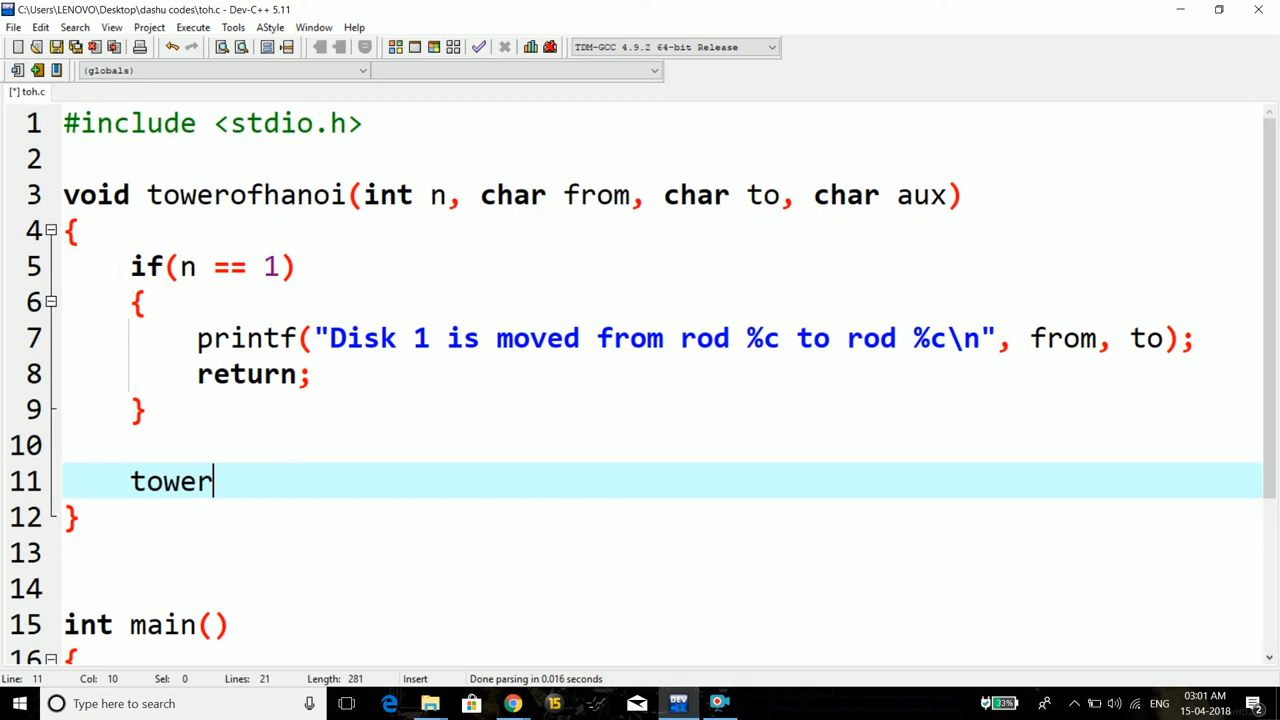 C:\Users\LENOVO\Desktop\dashu codes\toh.c - Dev-C++ 5.11
File Edit Search View Project Execute Tools AStyle Window Help
TDM-GCC 4.9.2 64-bit Release
(globals)
[*] toh.c
1 #include <stdio.h>
2
3 void towerofhanoi(int n, char from, char to, char aux)
4 {
5 if(n == 1)
6 {
7 printf("Disk 1 is moved from rod %c to rod %c\n", from, to);
8 return;
9 }
10
11 tower
12 }
13
14
15 int main()
16 {
Line: 11 Col: 10 Sel: 0 Lines: 21 Length: 281 Insert Done parsing in 0.016 seconds
Type here to search
DEV
15
33%
ENG
03:01 AM
15-04-2018
2